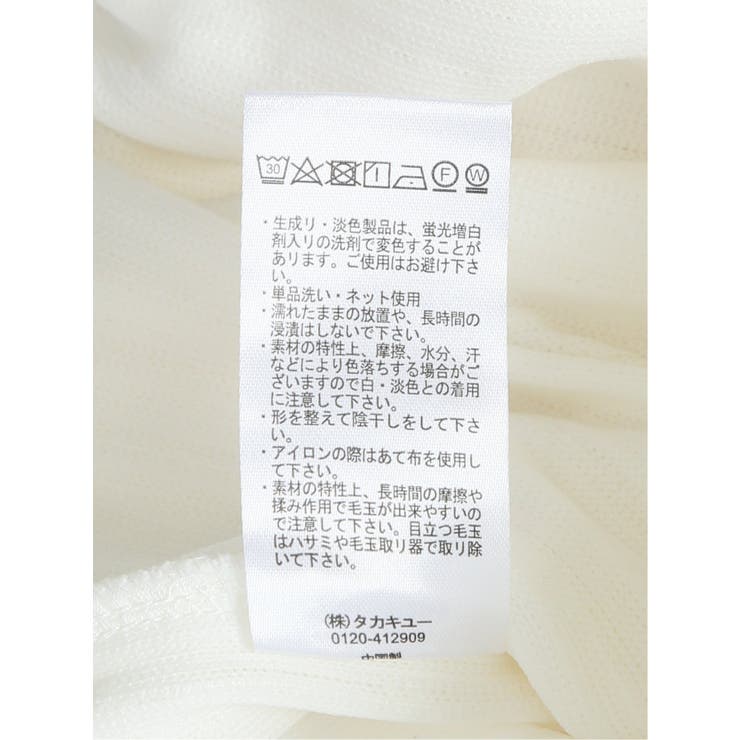 30 F W
・生成リ・淡色製品は、蛍光増白
剤入リの洗剤で変色することが
があリます。ご使用はお避け下さ
い。
・単品洗い・ネット使用
・濡れたままの放置や、長時間の
浸漬はしないで下さい。
・素材の特性上、摩擦、水分、汗
などにより色落ちする場合がご
ざいますので白・淡色との着用
に注意して下さい。
・形を整えて陰干しをして下さ
い。
・アイロンの際はあて布を使用し
て下さい。
・素材の特性上、長時間の摩擦や
揉み作用で毛玉が出来やすいの
で注意して下さい。目立つ毛玉
はハサミや毛玉取リ器で取リ除
いて下さい。
(株)タカキユー
0120-412909
中国製